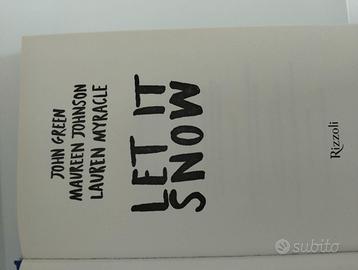 JOHN GREEN
MAUREEN JOHNSON
LAUREN MYRACLE
LET IT
SNOW
Rizzoli
subito